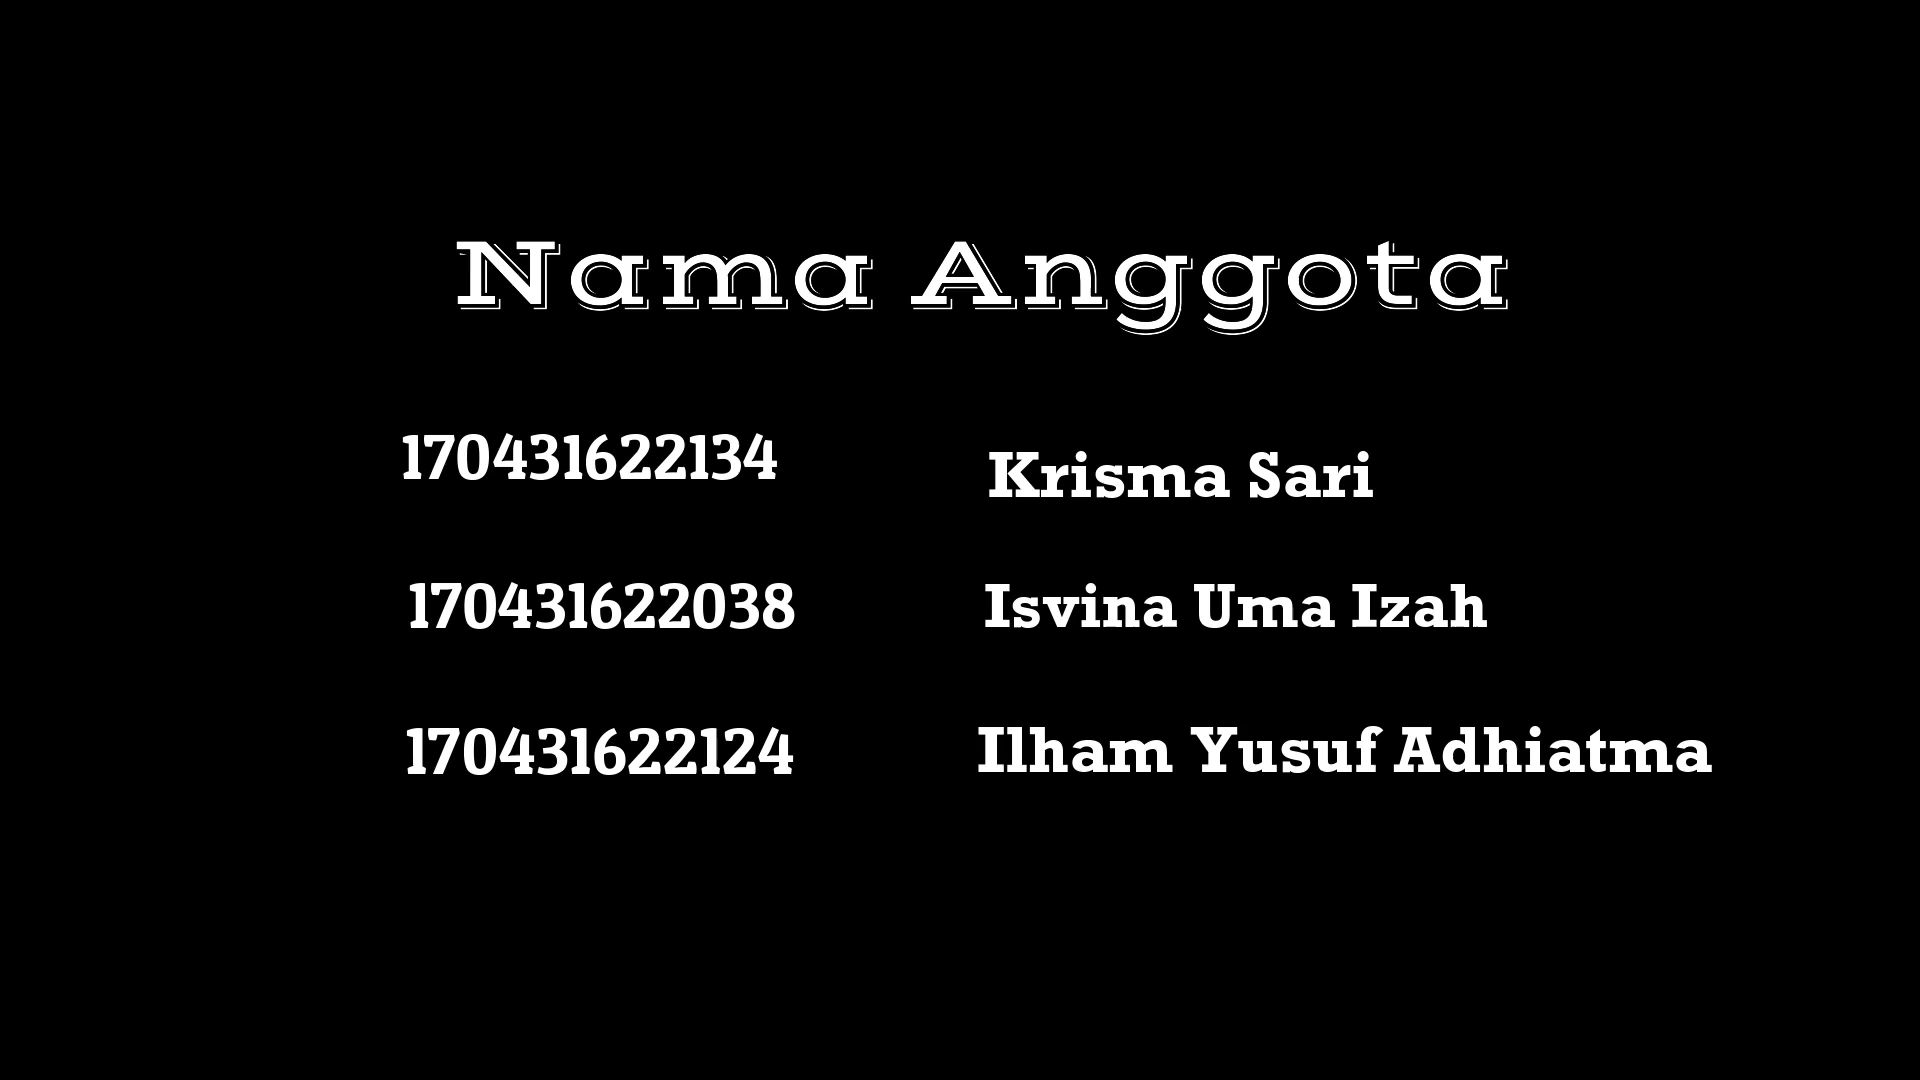 Nama Anggota
170431622134 Krisma Sari
170431622038 Isvina Uma Izah
170431622124 Ilham Yusuf Adhiatma